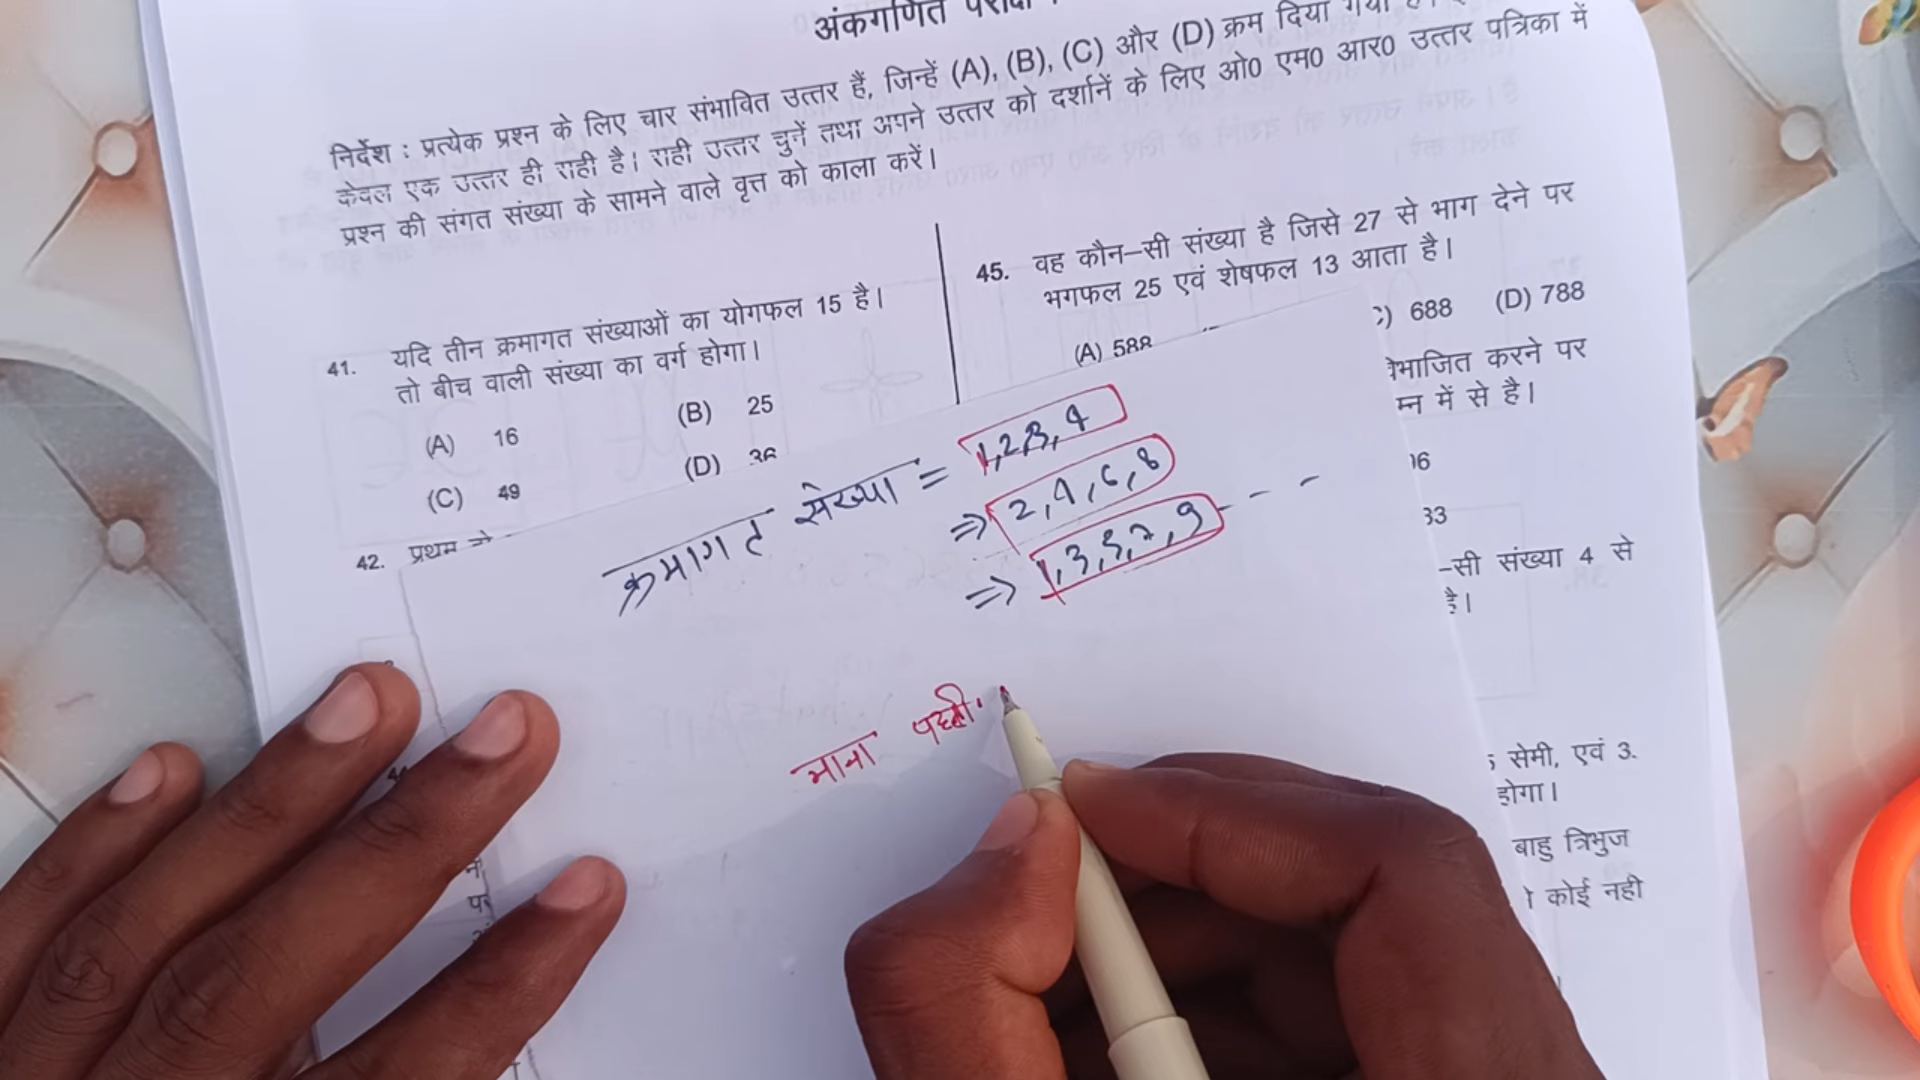 अंकगणित
निर्देश : प्रत्येक प्रश्न के लिए चार संभावित उत्तर हैं, जिन्हें (A), (B), (C) और (D) क्रम दिया गया
केवल एक उत्तर ही सही है। सही उत्तर चुनें तथा अपने उत्तर को दर्शानें के लिए ओ0 एम0 आर0 उत्तर पत्रिका में
प्रश्न की संगत संख्या के सामने वाले वृत्त को काला करें।
41. यदि तीन क्रमागत संख्याओं का योगफल 15 है।
तो बीच वाली संख्या का वर्ग होगा।
(A) 16 (B) 25
(C) 49 (D) 36
42. प्रथम
45. वह कौन–सी संख्या है जिसे 27 से भाग देने पर
भगफल 25 एवं शेषफल 13 आता है।
(A) 588 688 (D) 788
भाजित करने पर
म्न में से है।
33
–सी संख्या 4 से
है।
सेमी, एवं 3.
होगा।
बाहु त्रिभुज
कोई नही
क्रमागत संख्या = 1,2,3,4
⇒ 2,4,6,8
⇒ 1,3,5,7,9 - - -
माना